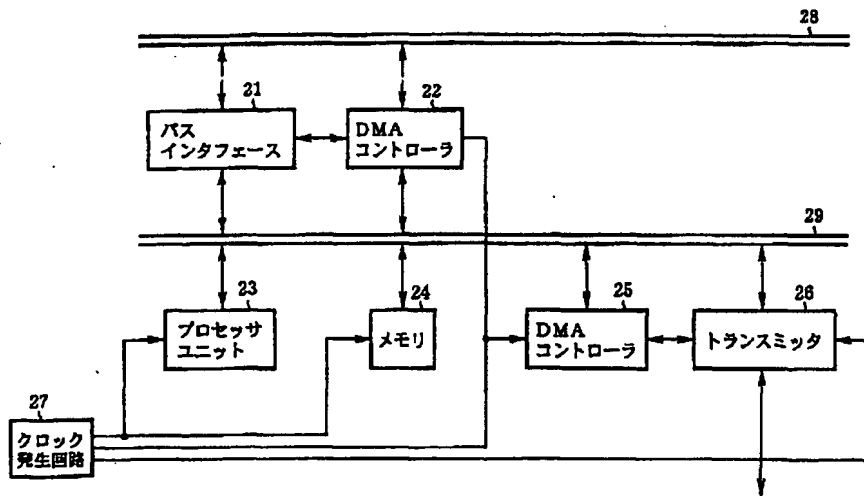 28
21
22
バス
インタフェース
DMA
コントローラ
29
23
24
25
26
プロセッサ
ユニット
メモリ
DMA
コントローラ
トランスミッタ
27
クロック
発生回路